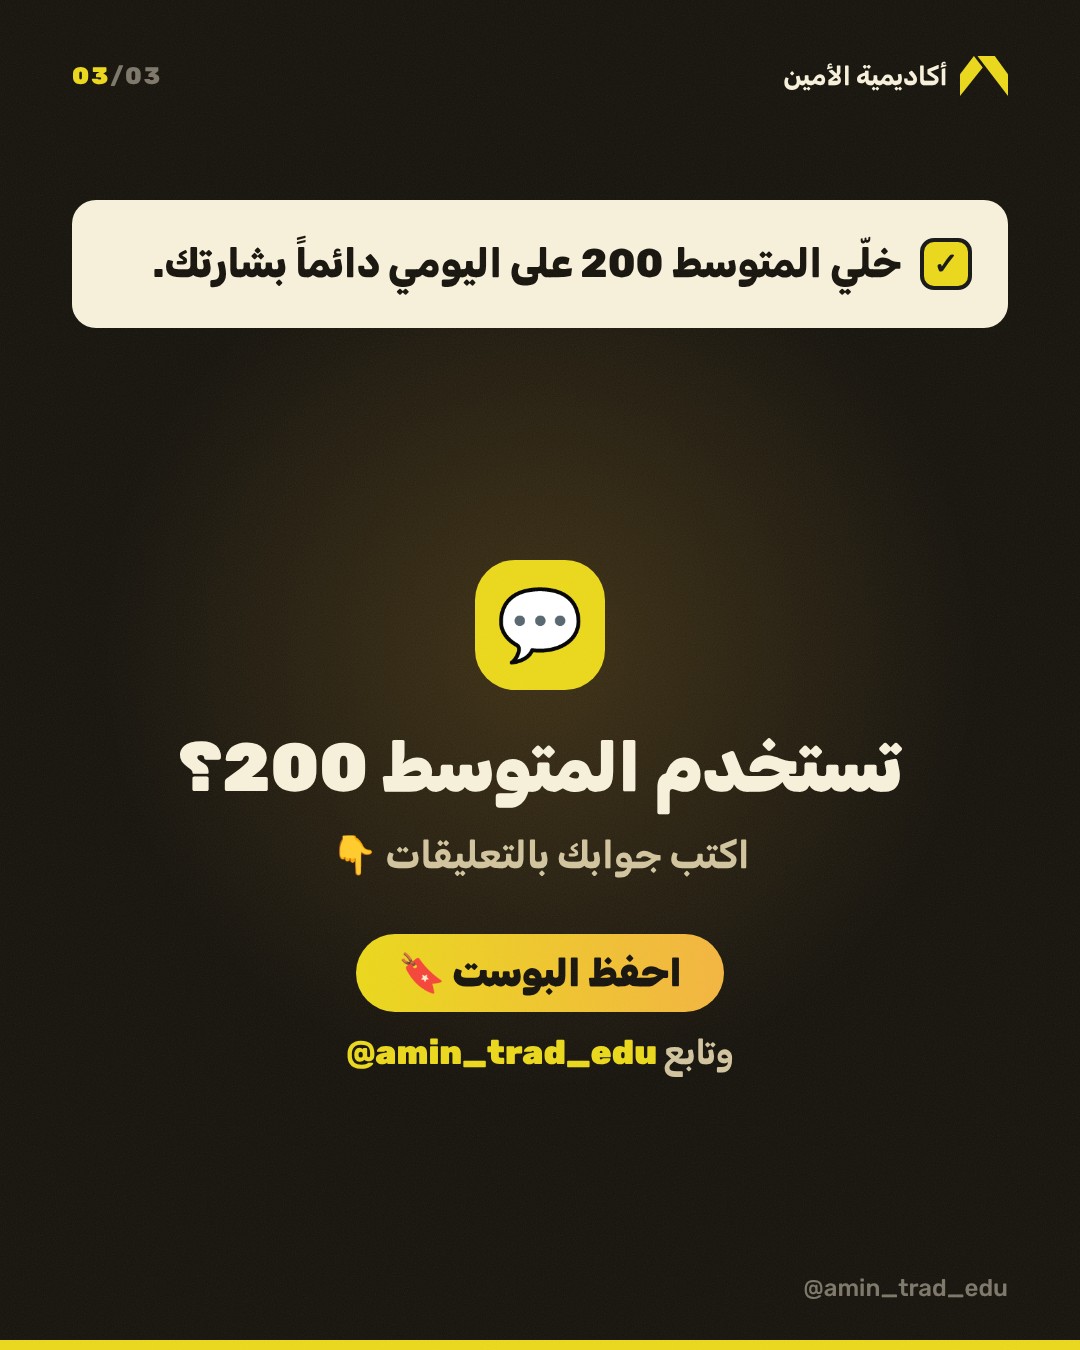 أكاديمية الأمين
03/03
خلّي المتوسط 200 على اليومي دائماً بشارتك.
تستخدم المتوسط 200؟
اكتب جوابك بالتعليقات 👇
احفظ البوست 🔖
وتابع @amin_trad_edu
@amin_trad_edu